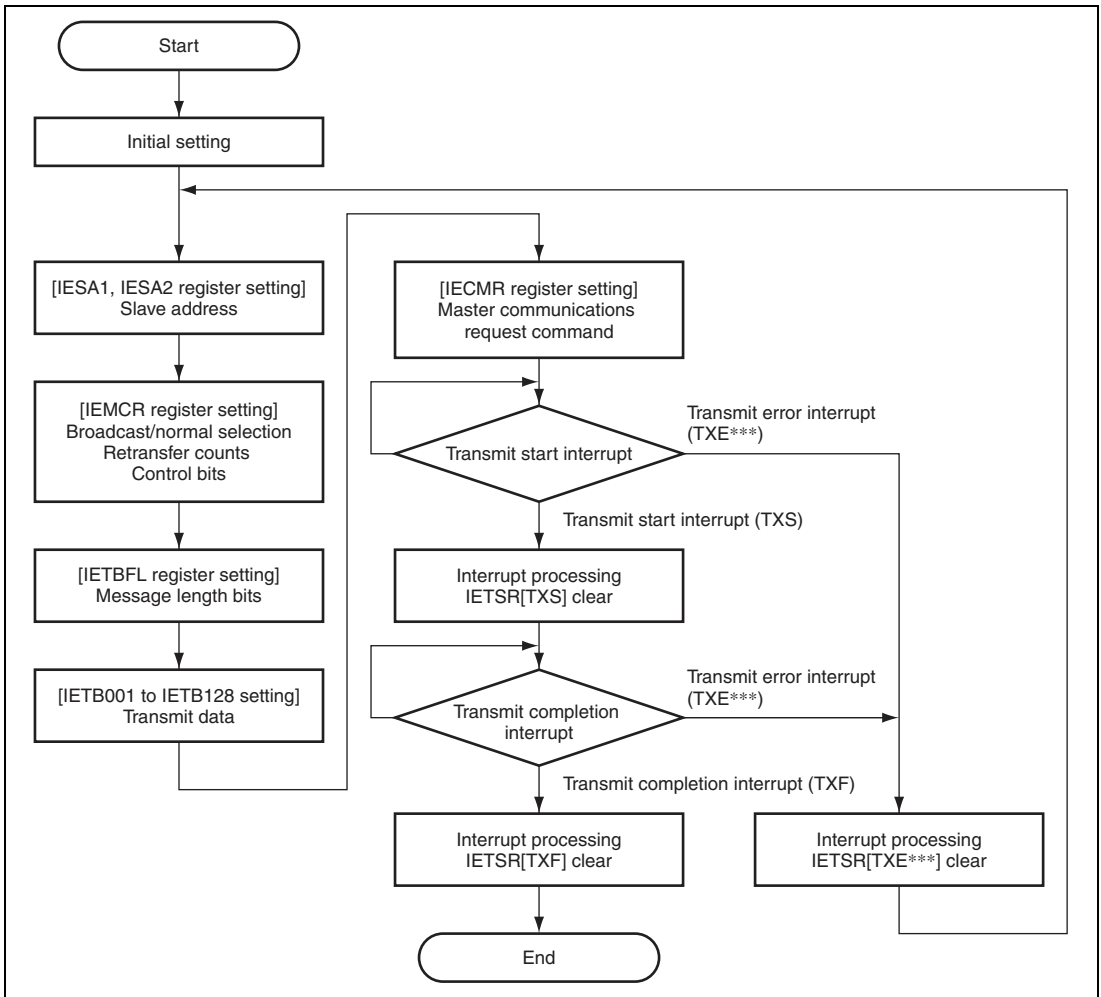 Start
Initial setting
[IESA1, IESA2 register setting]
Slave address
[IEMCR register setting]
Broadcast/normal selection
Retransfer counts
Control bits
[IETBFL register setting]
Message length bits
[IETB001 to IETB128 setting]
Transmit data
[IECMR register setting]
Master communications
request command
Transmit start interrupt
Transmit error interrupt
(TXE***)
Transmit start interrupt (TXS)
Interrupt processing
IETSR[TXS] clear
Transmit completion
interrupt
Transmit error interrupt
(TXE***)
Transmit completion interrupt (TXF)
Interrupt processing
IETSR[TXF] clear
Interrupt processing
IETSR[TXE***] clear
End